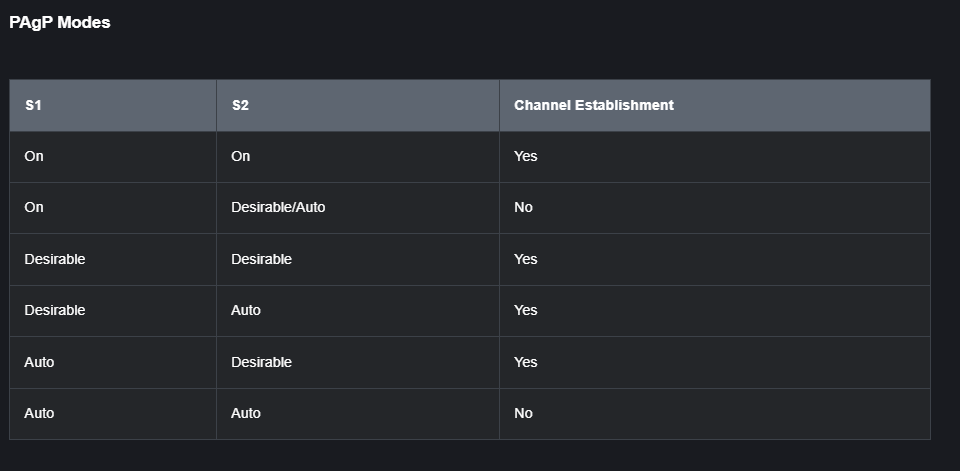 PAgP Modes
S1 S2 Channel Establishment
On On Yes
On Desirable/Auto No
Desirable Desirable Yes
Desirable Auto Yes
Auto Desirable Yes
Auto Auto No